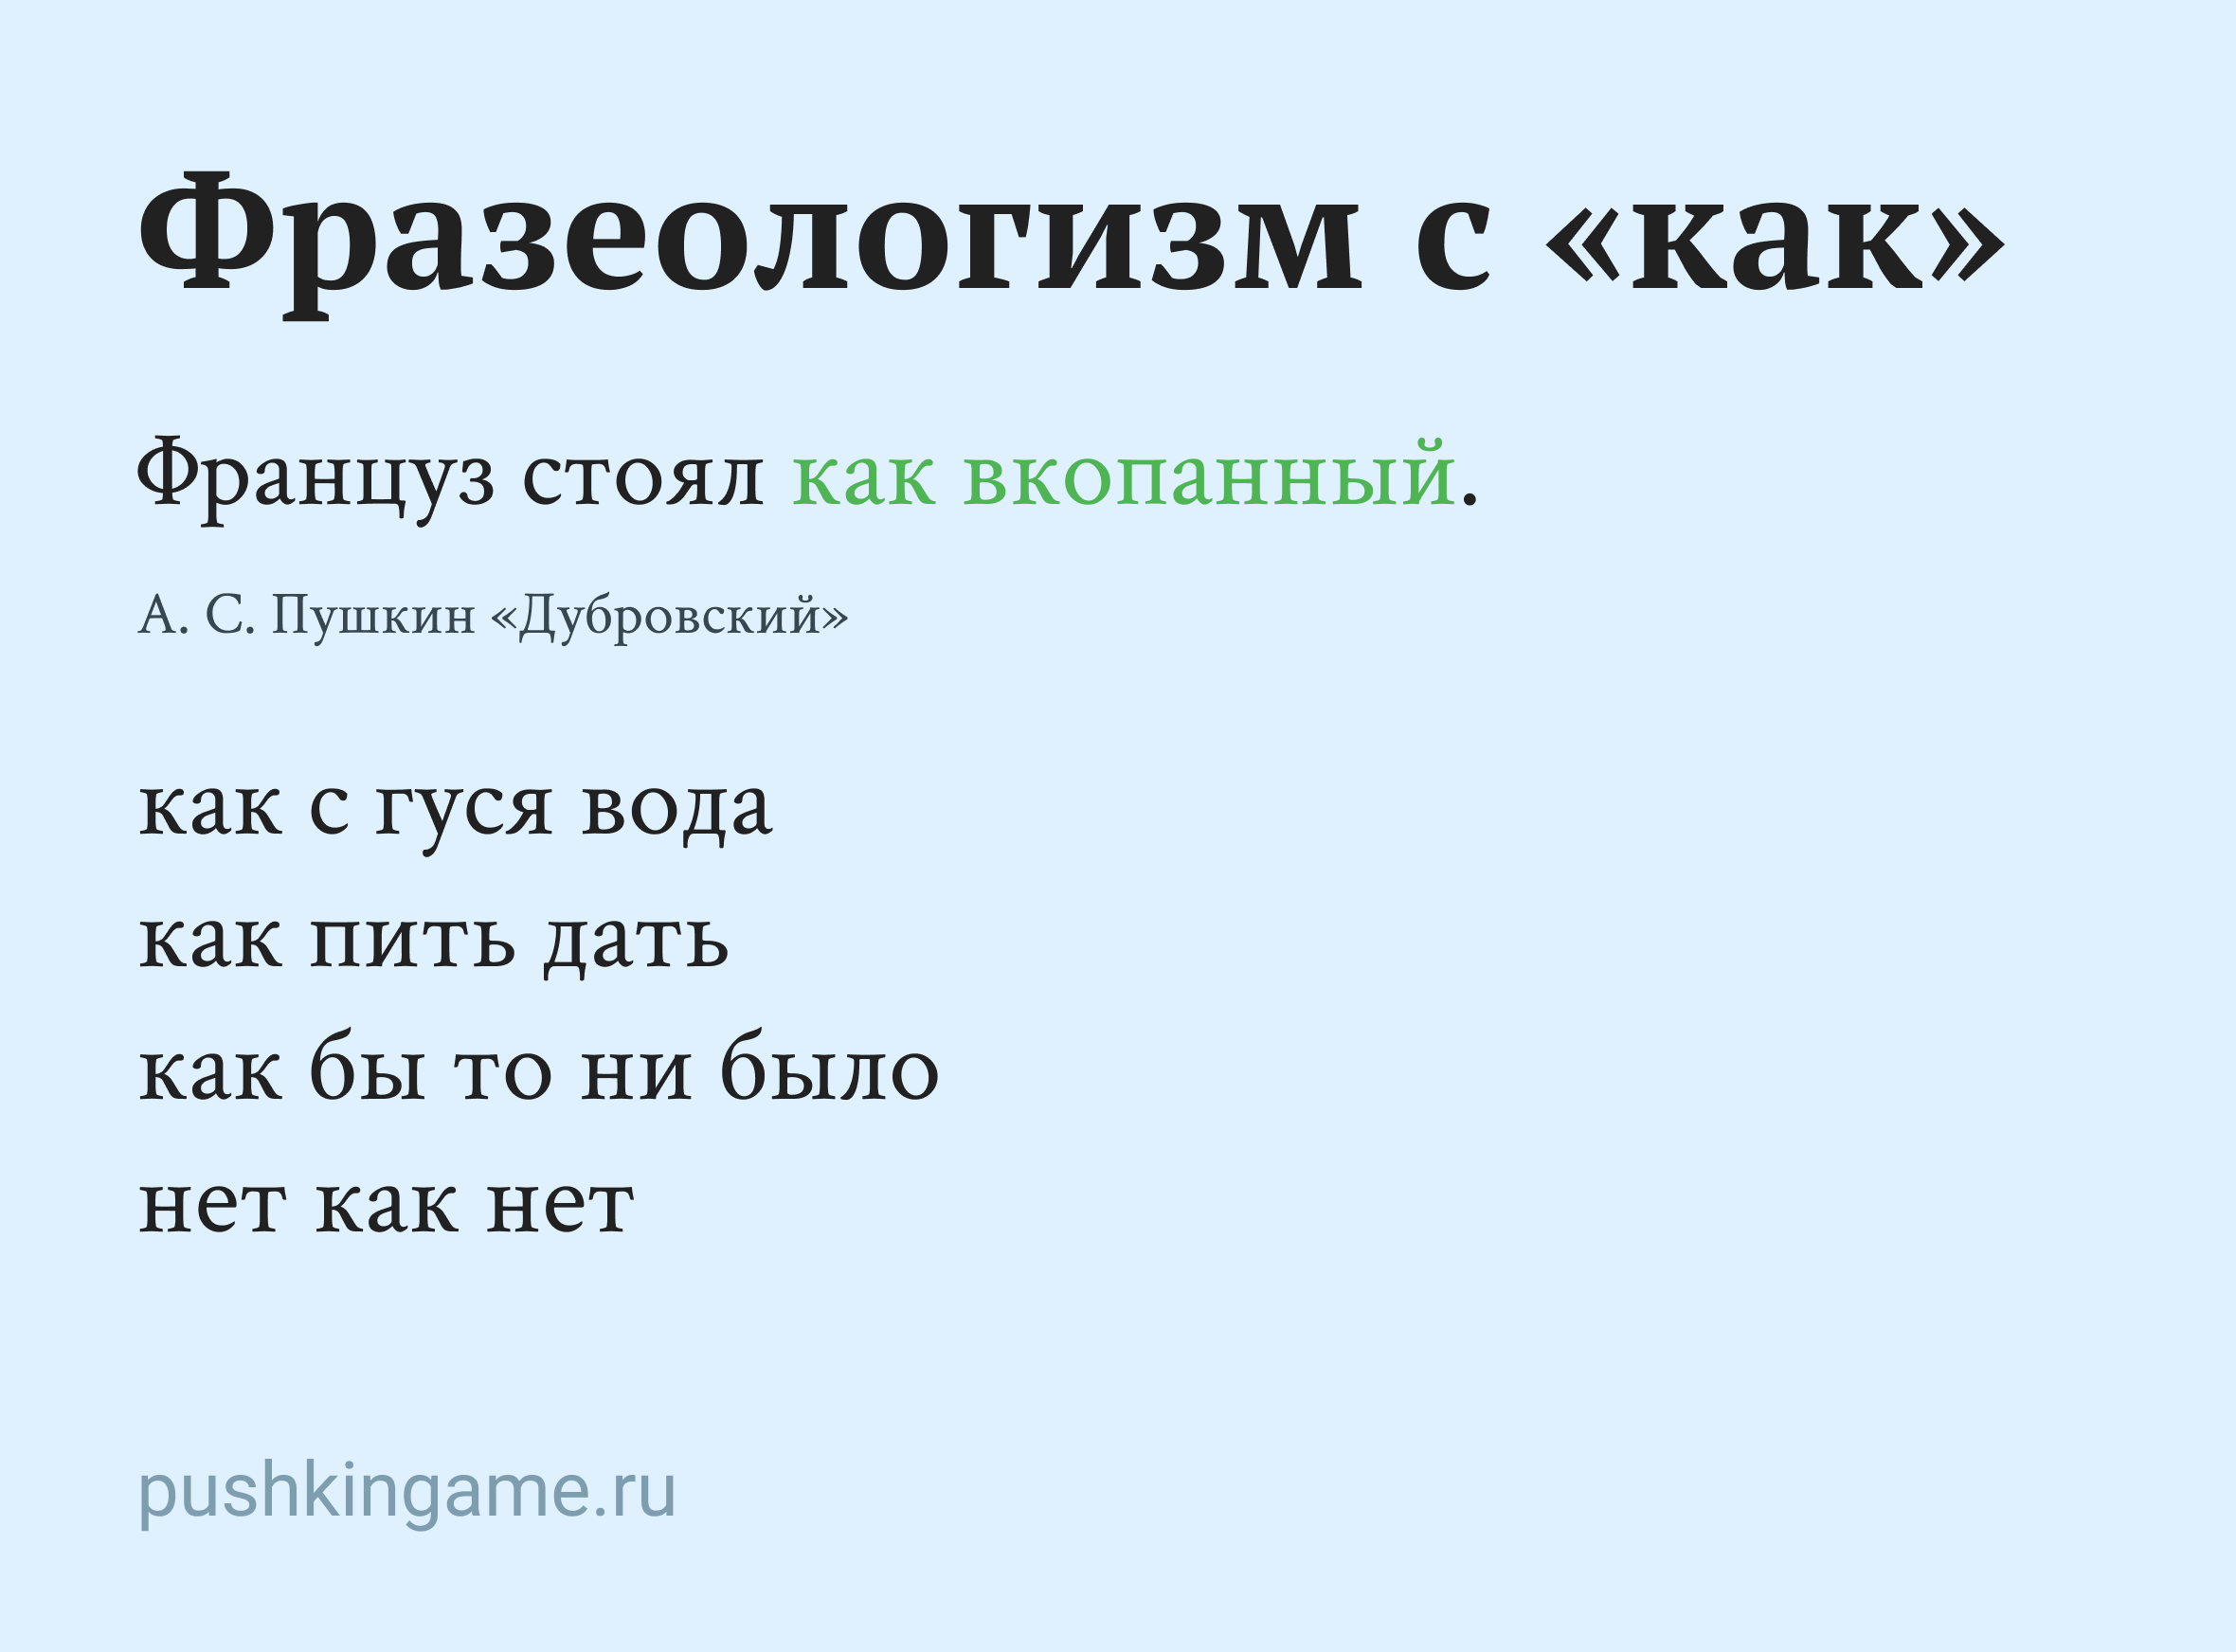 Фразеологизм с «как»
Француз стоял как вкопанный.
А. С. Пушкин «Дубровский»
как с гуся вода
как пить дать
как бы то ни было
нет как нет
pushkingame.ru